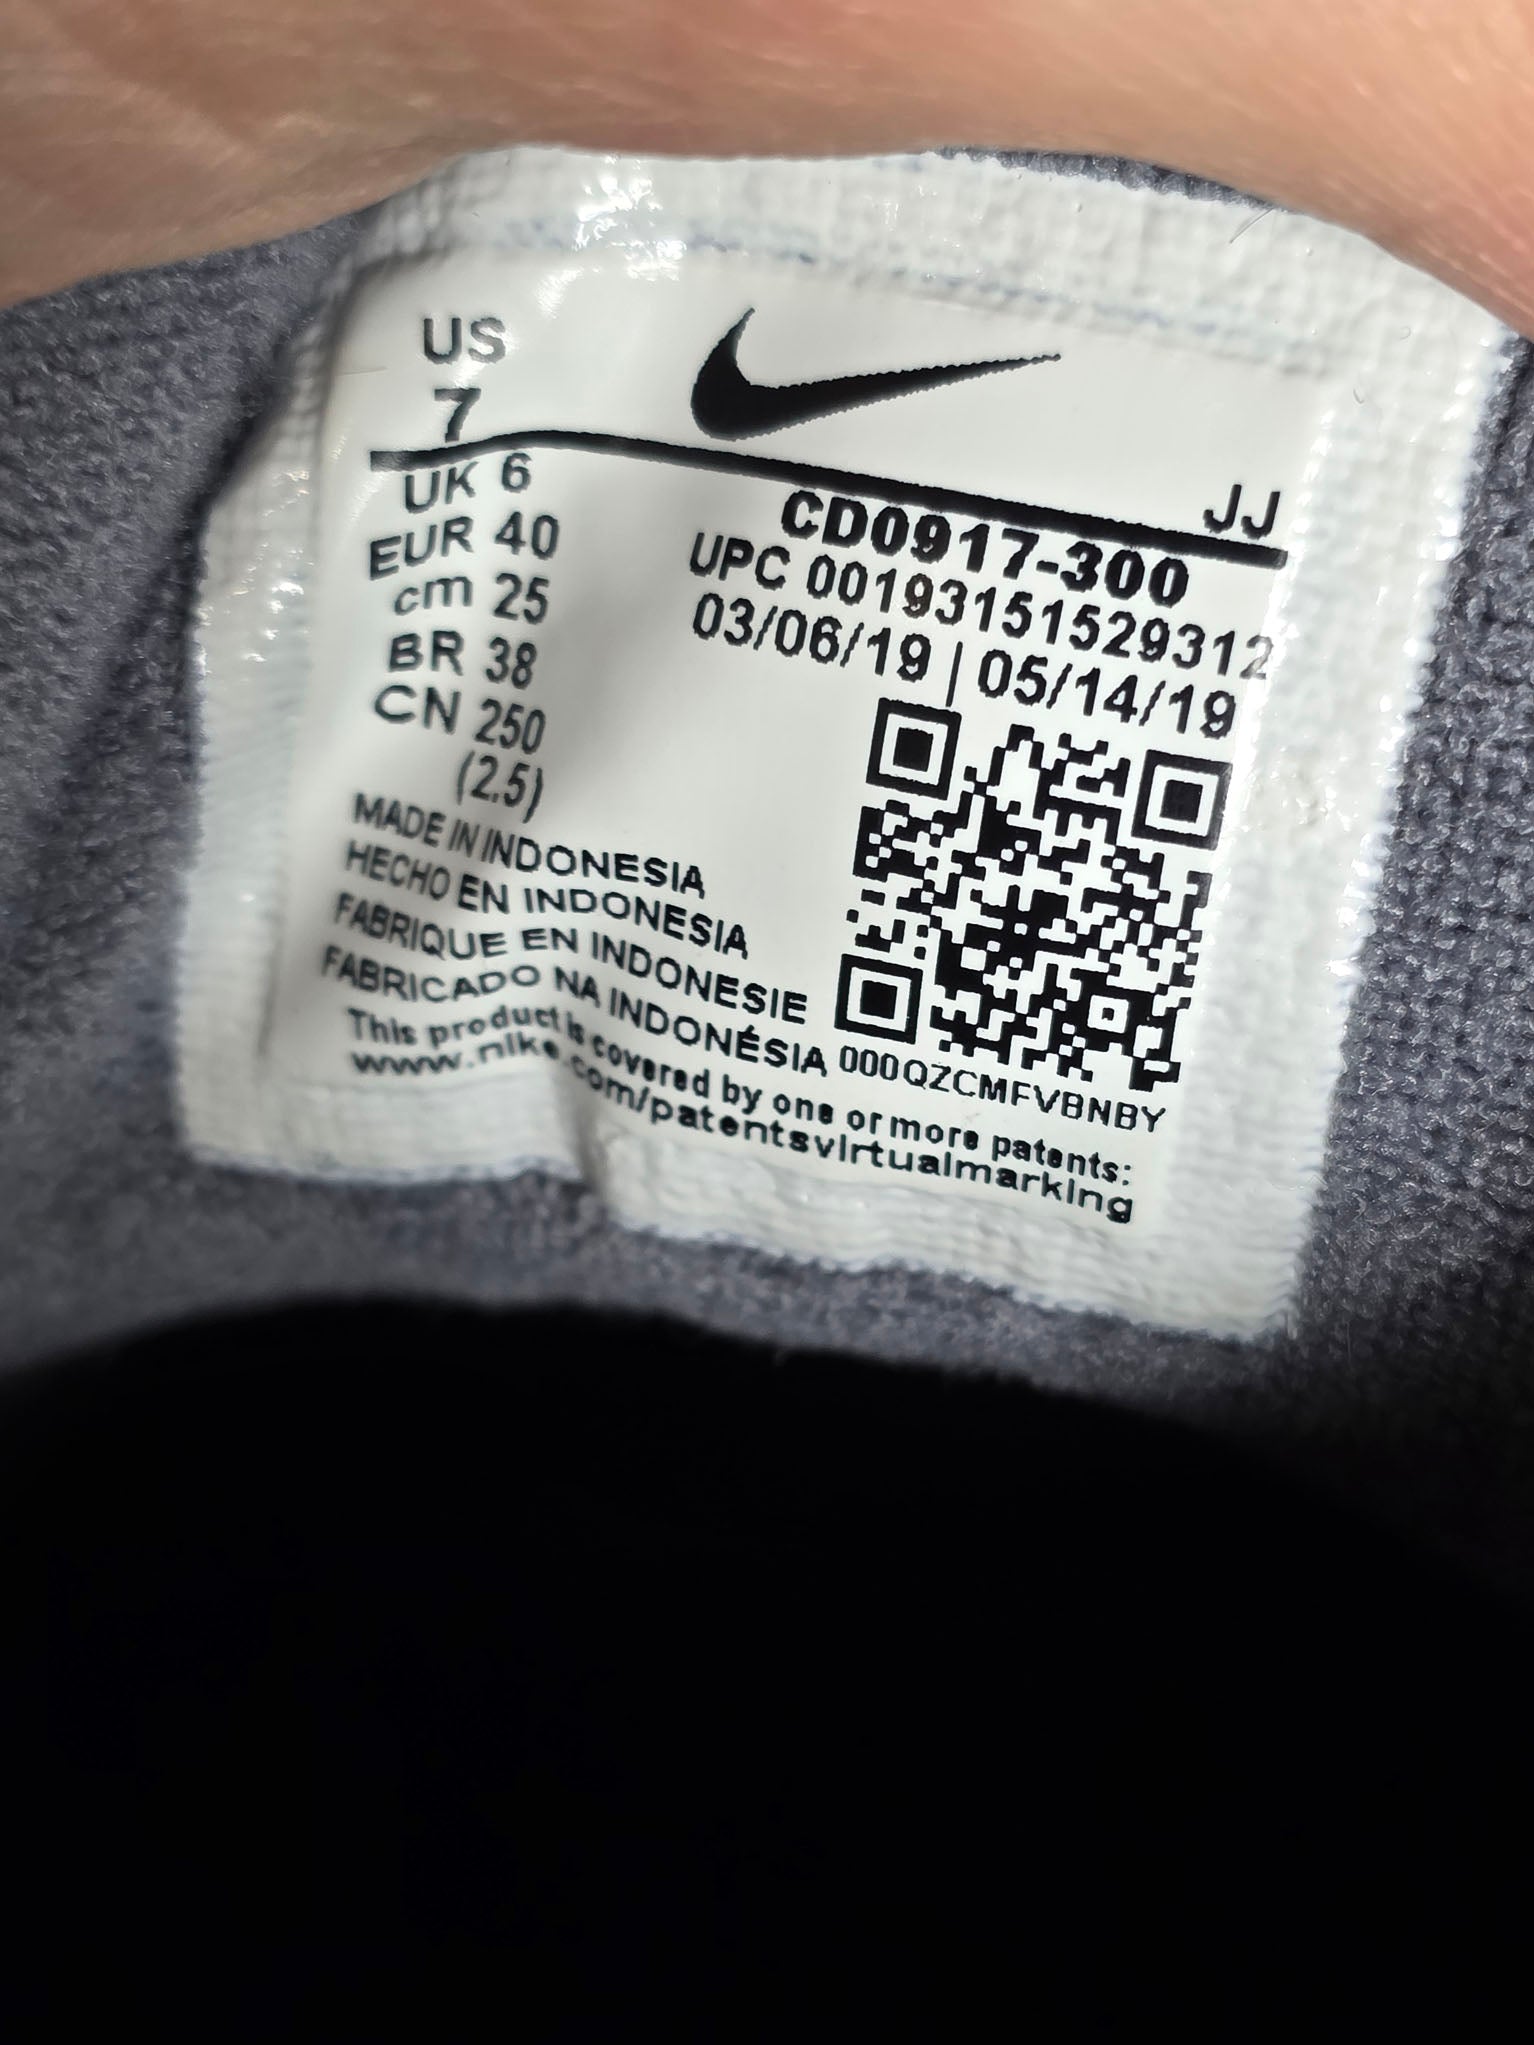 US
7
UK 6
EUR 40
cm 25
BR 38
CN 250
(2.5)
JJ
CD0917-300
UPC 00193151529312
03/06/19 | 05/14/19
MADE IN INDONESIA
HECHO EN INDONESIA
FABRIQUE EN INDONESIE
FABRICADO NA INDONÉSIA
000QZCMFVBNBY
This product is covered by one or more patents:
www.nike.com/patentsvirtualmarking